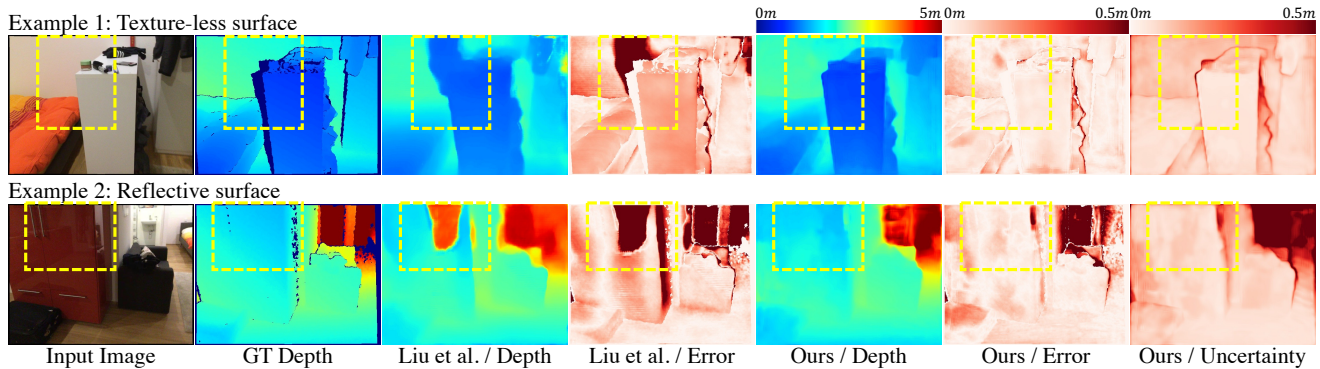 Example 1: Texture-less surface
0m 5m 0m 0.5m 0m 0.5m
Example 2: Reflective surface
Input Image GT Depth Liu et al. / Depth Liu et al. / Error Ours / Depth Ours / Error Ours / Uncertainty